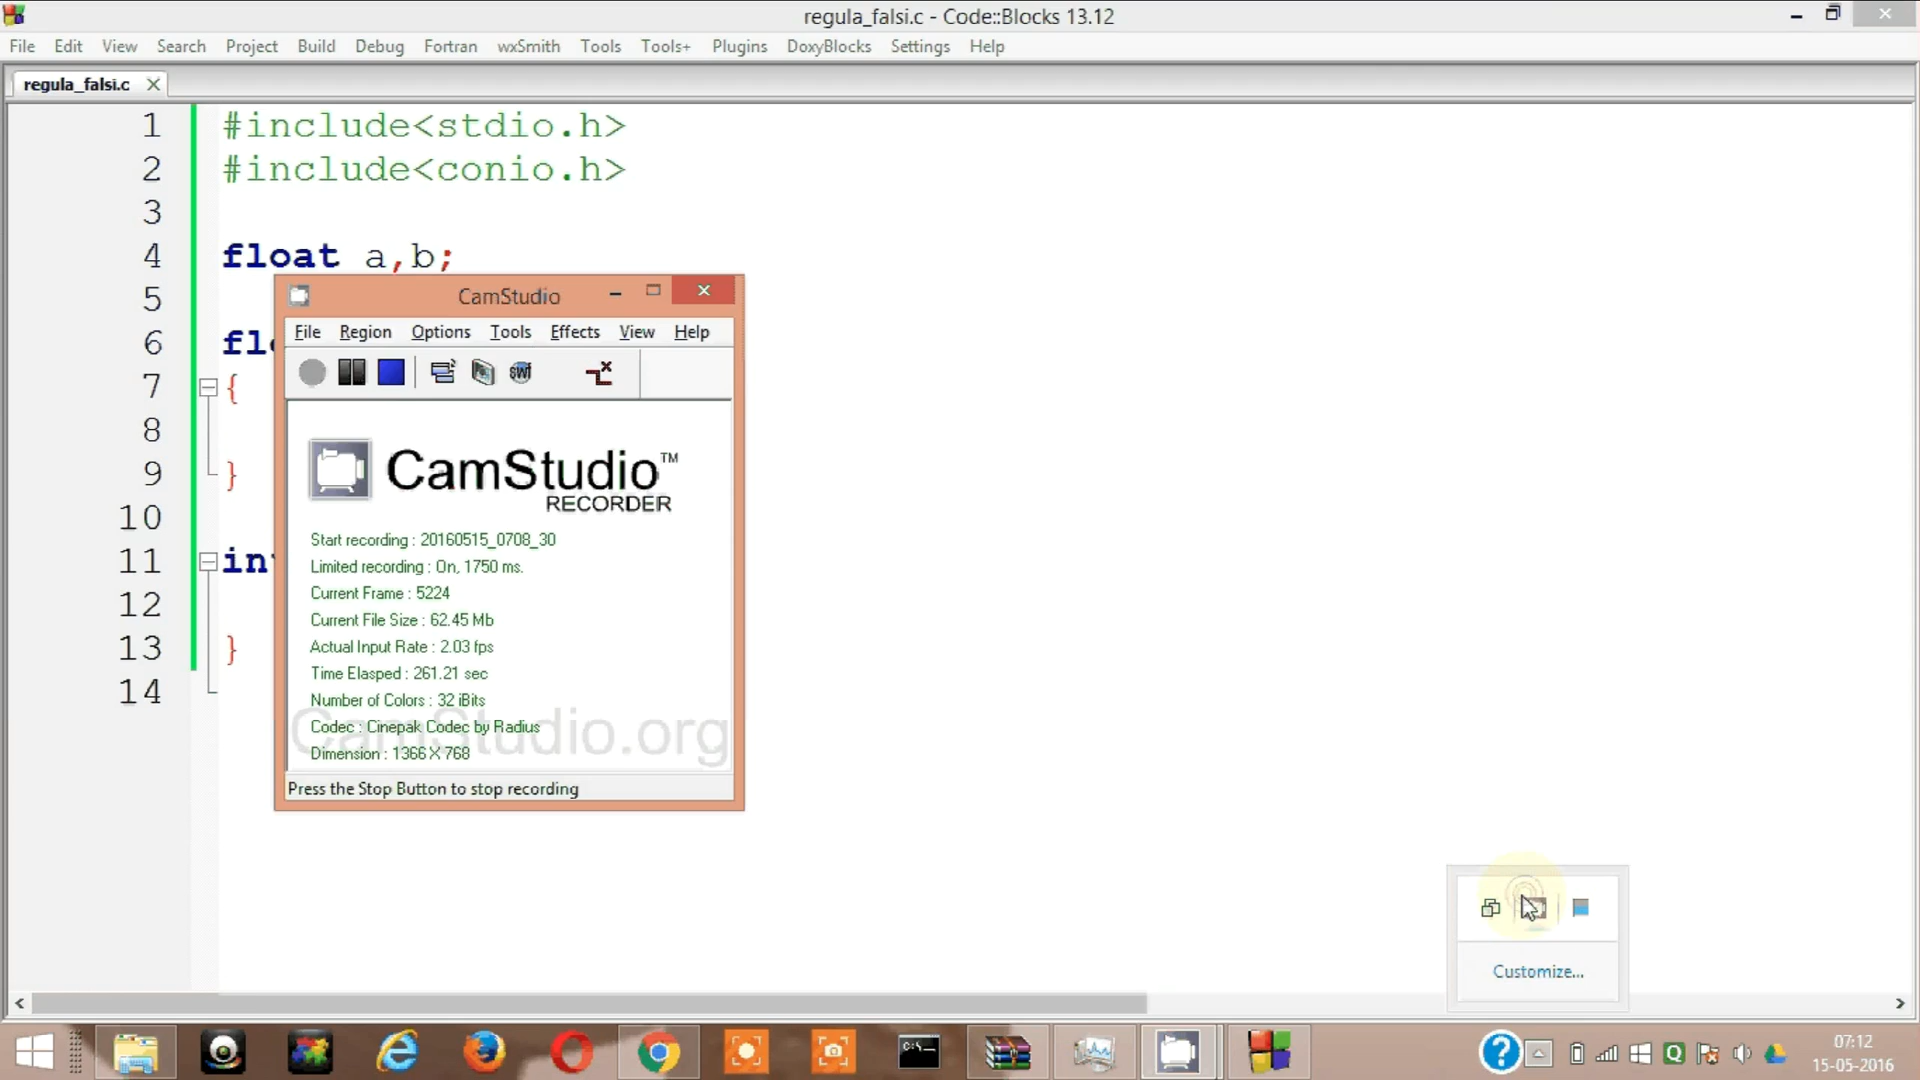 regula_falsi.c - Code::Blocks 13.12
File Edit View Search Project Build Debug Fortran wxSmith Tools Tools+ Plugins DoxyBlocks Settings Help
regula_falsi.c
1 #include<stdio.h>
2 #include<conio.h>
3
4 float a,b;
5
6
7 {
8
9 }
10
11
12
13 }
14
CamStudio
File Region Options Tools Effects View Help
swf
CamStudio™
RECORDER
Start recording : 20160515_0708_30
Limited recording : On, 1750 ms.
Current Frame : 5224
Current File Size : 62.45 Mb
Actual Input Rate : 2.03 fps
Time Elasped : 261.21 sec
Number of Colors : 32 iBits
Codec : Cinepak Codec by Radius
Dimension : 1366 X 768
CamStudio.org
Press the Stop Button to stop recording
Customize...
07:12
15-05-2016